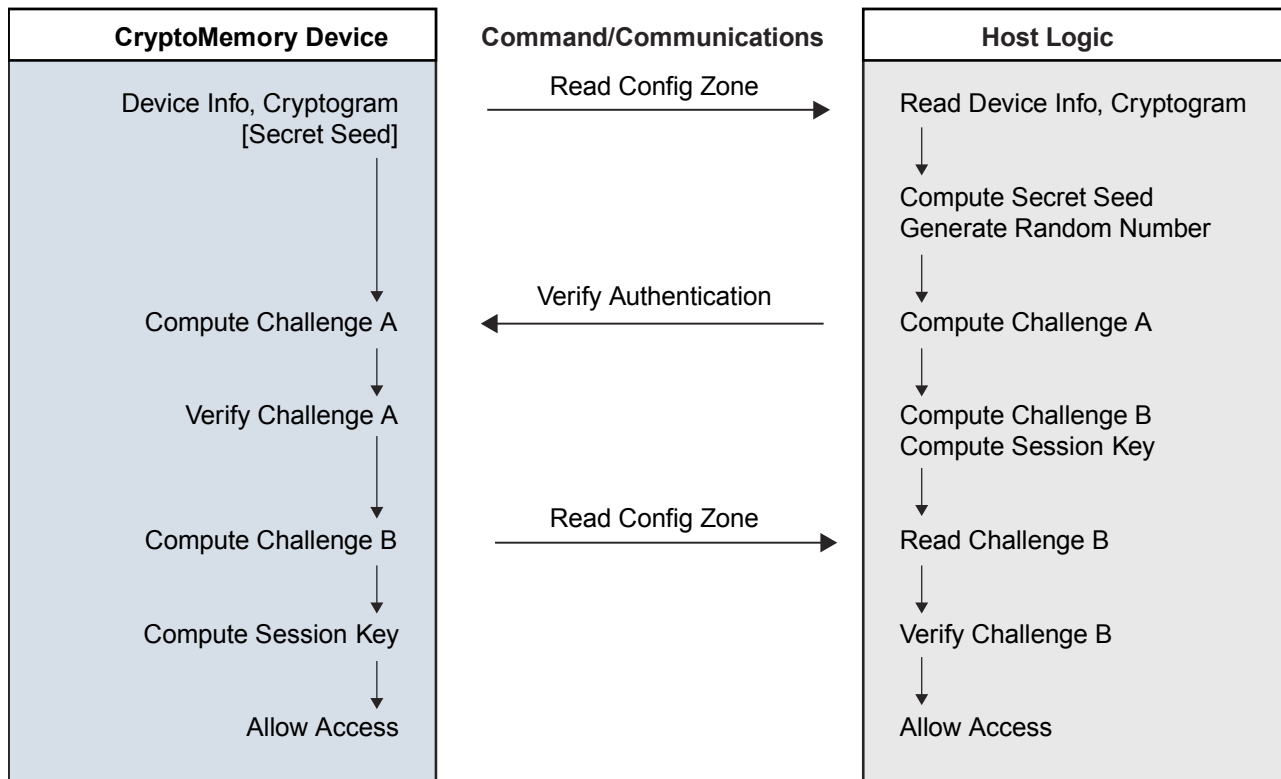 CryptoMemory Device
Command/Communications
Host Logic
Device Info, Cryptogram
[Secret Seed]
Read Config Zone
Read Device Info, Cryptogram
Compute Secret Seed
Generate Random Number
Verify Authentication
Compute Challenge A
Compute Challenge A
Verify Challenge A
Compute Challenge B
Compute Session Key
Compute Challenge B
Read Config Zone
Read Challenge B
Compute Session Key
Verify Challenge B
Allow Access
Allow Access